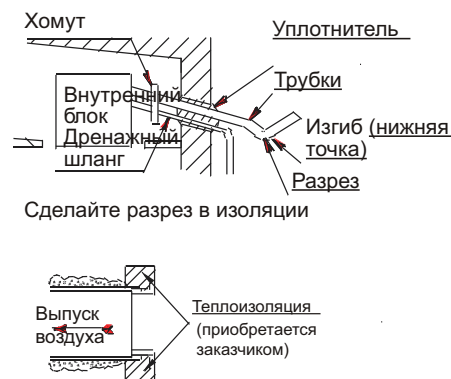 Хомут
Уплотнитель
Трубки
Внутренний
блок
Дренажный
шланг
Изгиб (нижняя
точка)
Разрез
Сделайте разрез в изоляции
Выпуск
воздуха
Теплоизоляция
(приобретается
заказчиком)